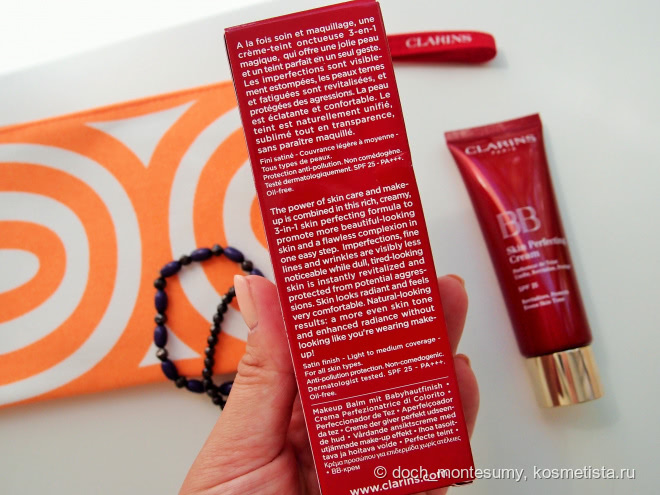 A la fois soin et maquillage, une
crème-teint onctueuse 3-en-1
magique, qui offre une jolie peau
et un teint parfait en un seul geste.
Les imperfections sont visible-
ment estompées, les peaux ternes
et fatiguées sont revitalisées, et
protégées des agressions. La peau
est éclatante et confortable. Le
teint est naturellement unifié,
sublimé tout en transparence,
sans paraître maquillé.
Fini satiné - Couvrance légère à moyenne -
Tous types de peaux.
Protection anti-pollution. Non comédogène.
Testé dermatologiquement. SPF 25 - PA+++.
Oil-free.
The power of skin care and make-
up is combined in this rich, creamy,
3-in-1 skin perfecting formula to
promote more beautiful-looking
skin and a flawless complexion in
one easy step. Imperfections, fine
lines and wrinkles are visibly less
noticeable while dull, tired-looking
skin is instantly revitalized and
protected from potential aggres-
sions. Skin looks radiant and feels
very comfortable. Natural-looking
results: a more even skin tone
and enhanced radiance without
looking like you're wearing make-
up!
Satin finish - Light to medium coverage -
For all skin types.
Anti-pollution protection. Non-comedogenic.
Dermatologist tested. SPF 25 - PA+++.
Oil-free.
Makeup Balm mit Babyhautfinish •
Crema Perfezionatrice di Colorito •
Perfeccionador de Tez • Aperfeiçoador
da tez • Creme der giver perfekt udseen-
de hud • Vårdande ansiktscreme med
utjämnade make-up effekt • Ihoa tasoit-
tava ja hoitava voide • Perfecte teint •
Κρέμα προσώπου για επιδερμίδα χωρίς ατέλειες
• BB-крем
www.clarins.com
CLARINS
CLARINS
PARIS
BB
Skin Perfecting
Cream
SPF 25
© doch_montesumy, kosmetista.ru